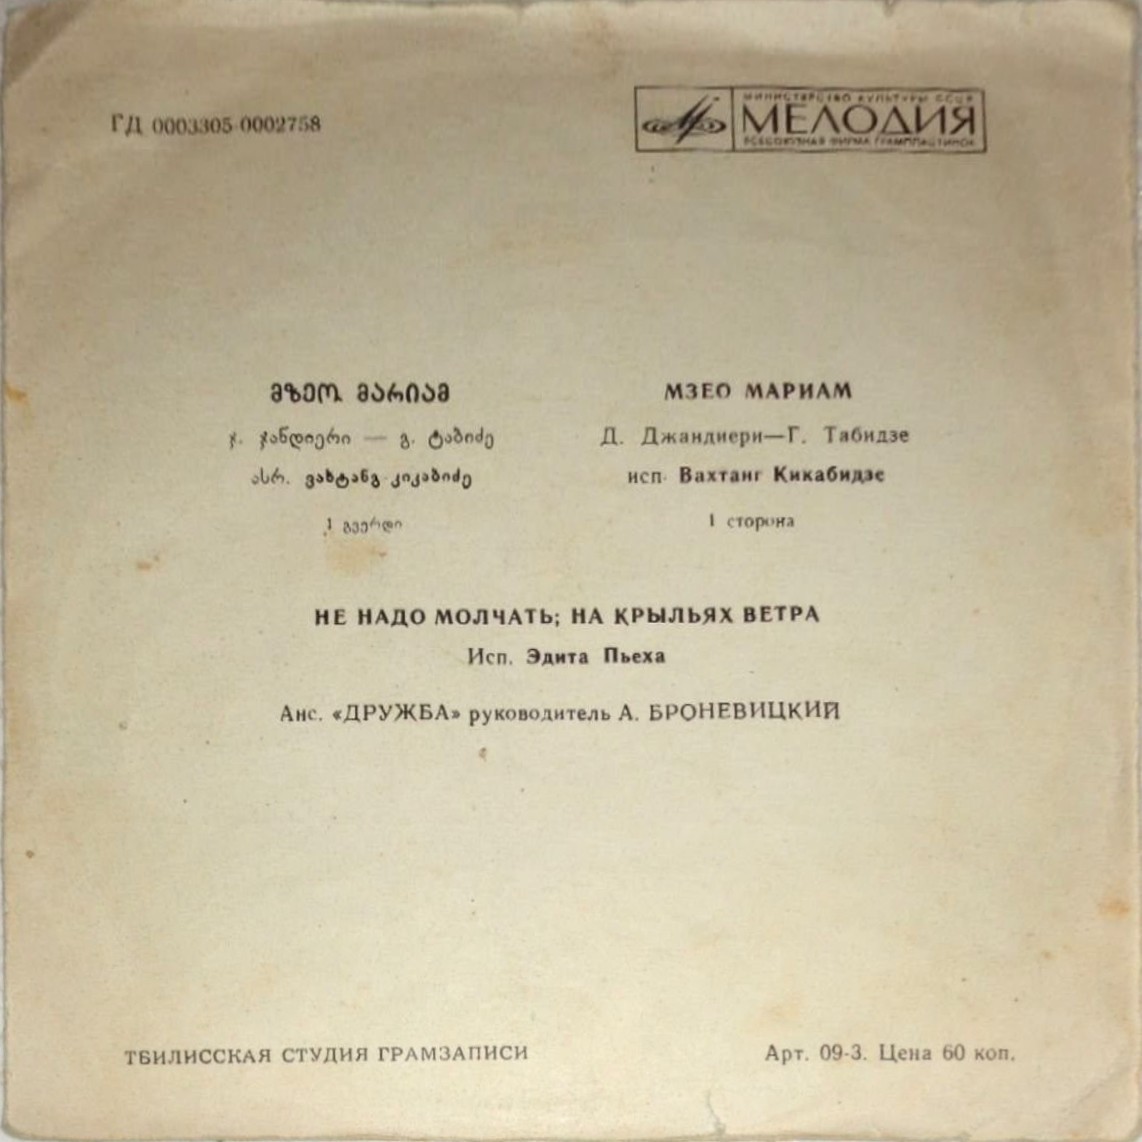 ГД 0003305-0002758
МИНИСТЕРСТВО КУЛЬТУРЫ СССР
МЕЛОДИЯ
ВСЕСОЮЗНАЯ ФИРМА ГРАМПЛАСТИНОК
მზეო მარიამ
ჯ. ჯანდიერი — გ. ტაბიძე
ასრ. ვახტანგ კიკაბიძე
1 გვერდი
МЗЕО МАРИАМ
Д. Джандиери—Г. Табидзе
исп. Вахтанг Кикабидзе
1 сторона
НЕ НАДО МОЛЧАТЬ; НА КРЫЛЬЯХ ВЕТРА
Исп. Эдита Пьеха
Анс. «ДРУЖБА» руководитель А. БРОНЕВИЦКИЙ
ТБИЛИССКАЯ СТУДИЯ ГРАМЗАПИСИ
Арт. 09-3. Цена 60 коп.